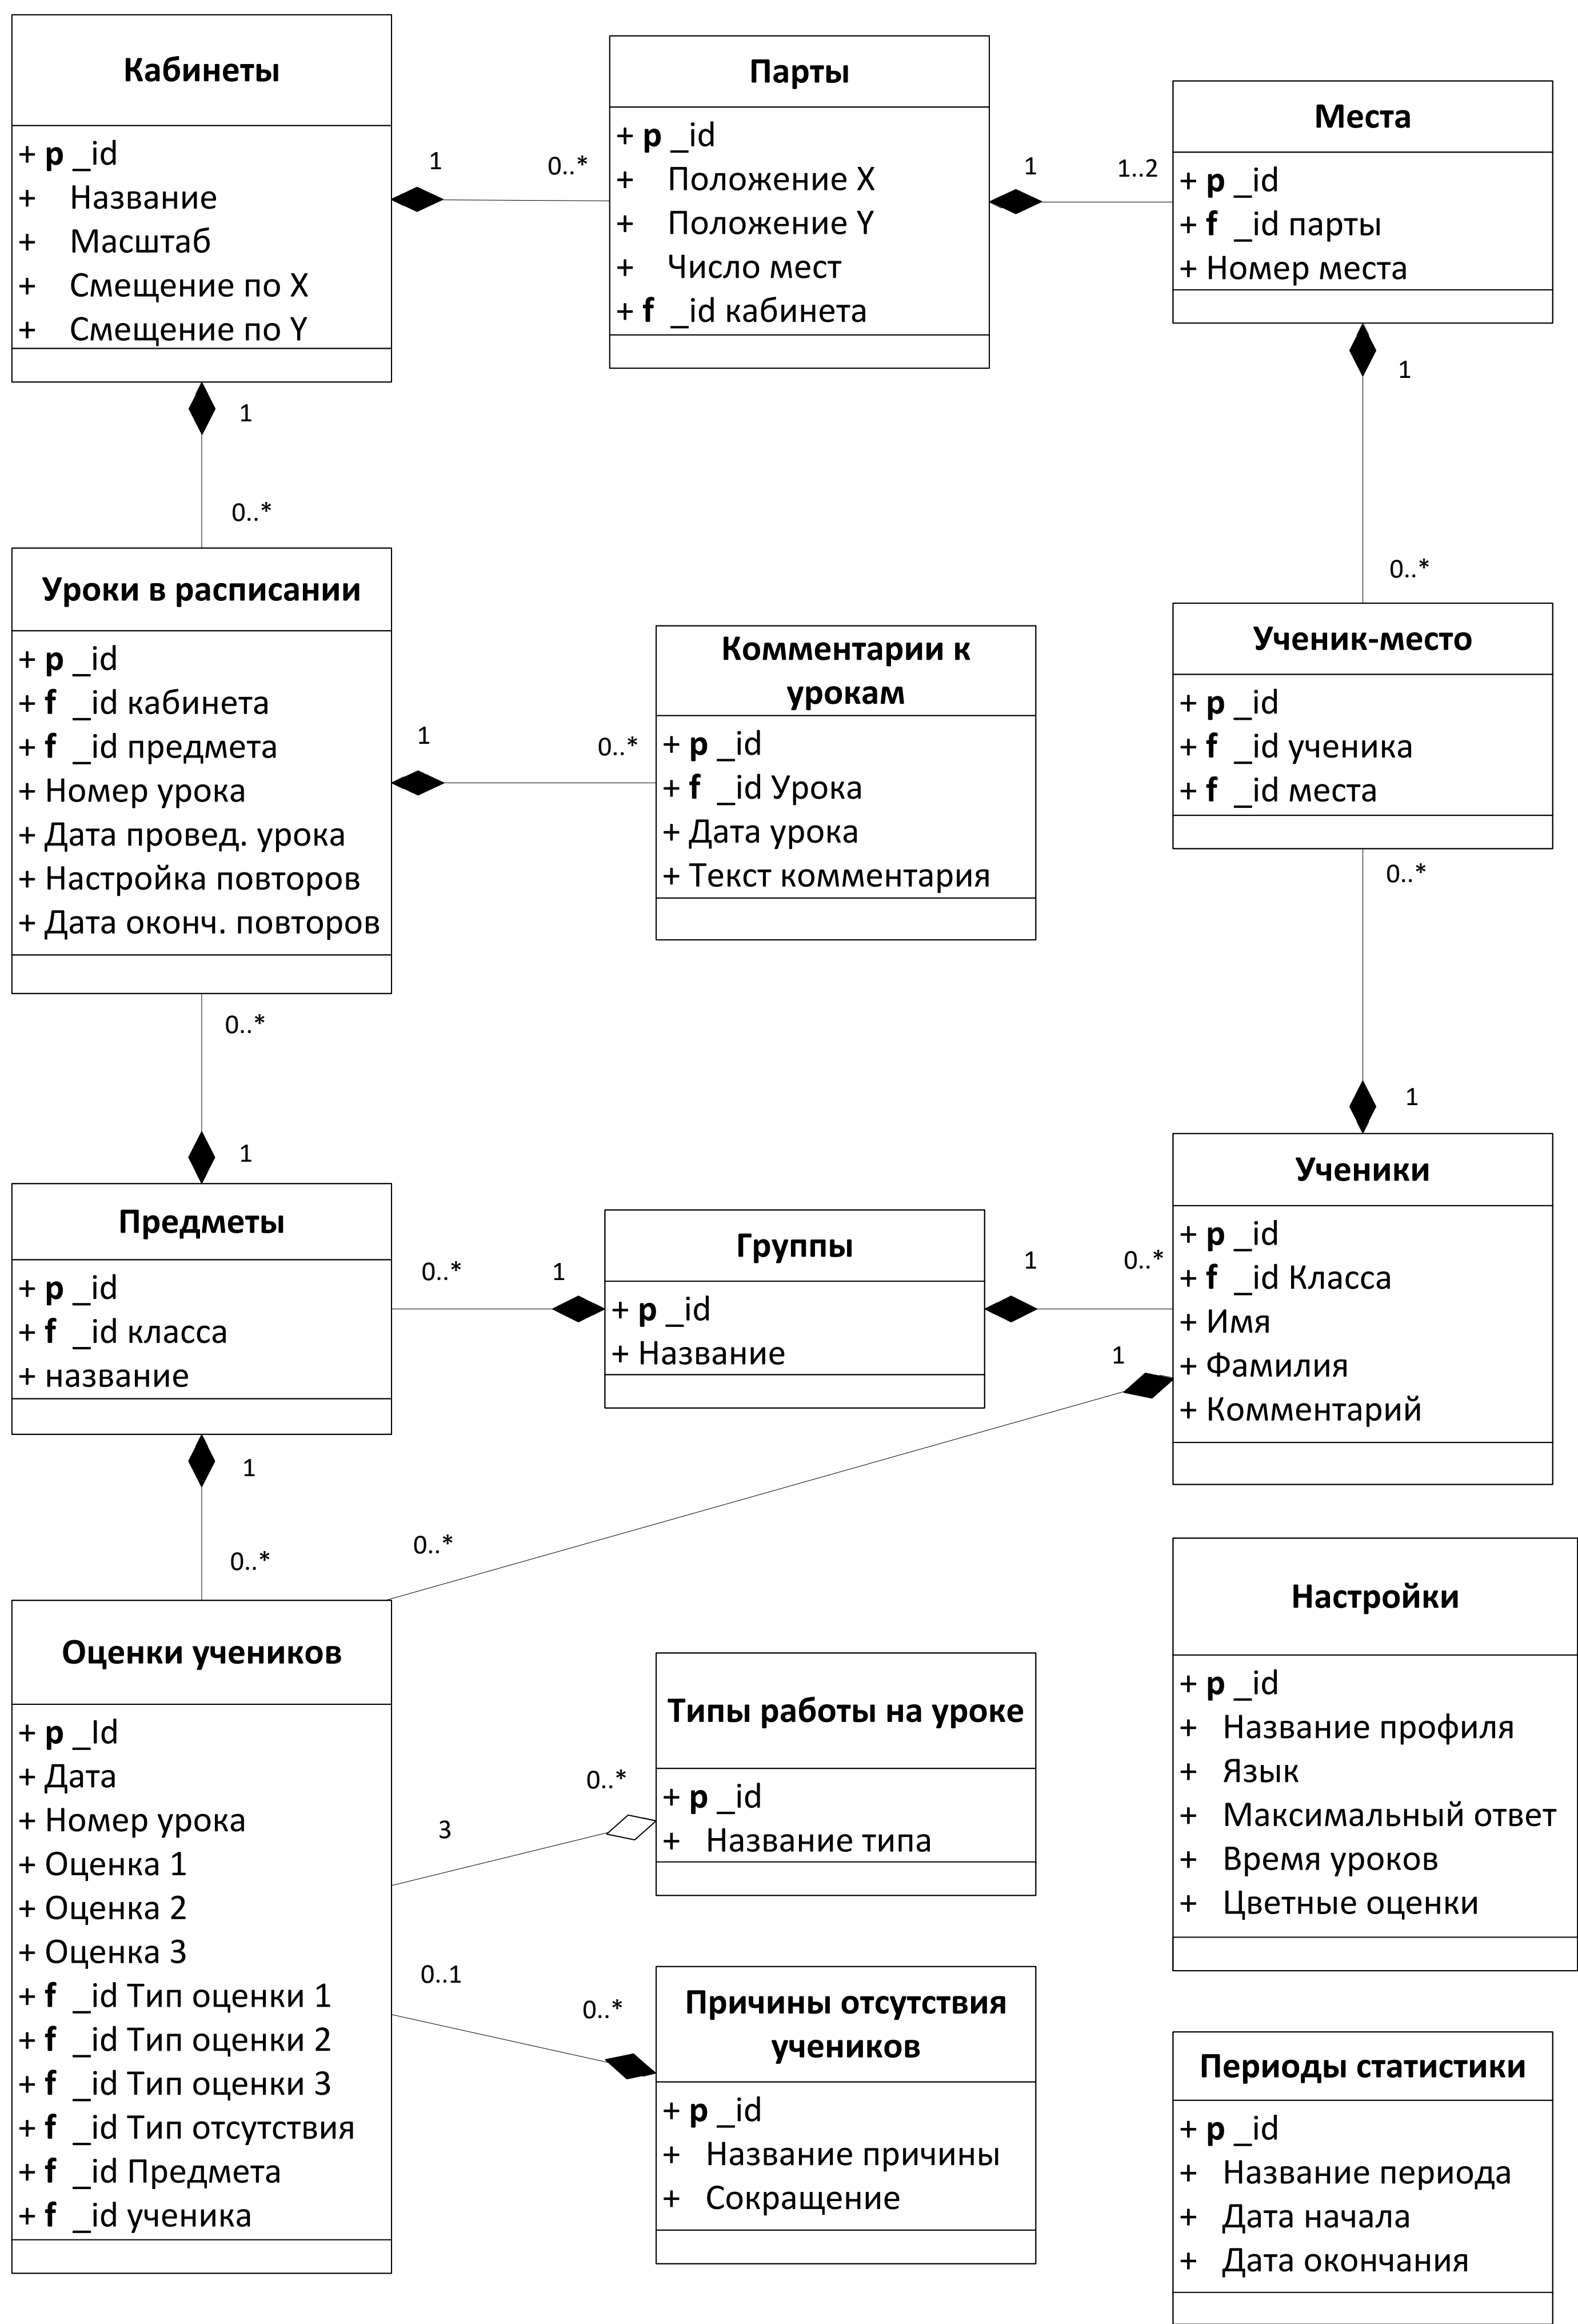 Кабинеты
+ p _id
+ Название
+ Масштаб
+ Смещение по X
+ Смещение по Y
1
0..*
Парты
+ p _id
+ Положение X
+ Положение Y
+ Число мест
+ f _id кабинета
1
1..2
Места
+ p _id
+ f _id парты
+ Номер места
1
0..*
1
0..*
Уроки в расписании
+ p _id
+ f _id кабинета
+ f _id предмета
+ Номер урока
+ Дата провед. урока
+ Настройка повторов
+ Дата оконч. повторов
1
0..*
Комментарии к
урокам
+ p _id
+ f _id Урока
+ Дата урока
+ Текст комментария
Ученик-место
+ p _id
+ f _id ученика
+ f _id места
0..*
1
0..*
1
Предметы
+ p _id
+ f _id класса
+ название
0..*
1
Группы
+ p _id
+ Название
1
0..*
Ученики
+ p _id
+ f _id Класса
+ Имя
+ Фамилия
+ Комментарий
1
0..*
1
0..*
Оценки учеников
+ p _Id
+ Дата
+ Номер урока
+ Оценка 1
+ Оценка 2
+ Оценка 3
+ f _id Тип оценки 1
+ f _id Тип оценки 2
+ f _id Тип оценки 3
+ f _id Тип отсутствия
+ f _id Предмета
+ f _id ученика
3
0..*
Типы работы на уроке
+ p _id
+ Название типа
0..1
0..*
Причины отсутствия
учеников
+ p _id
+ Название причины
+ Сокращение
Настройки
+ p _id
+ Название профиля
+ Язык
+ Максимальный ответ
+ Время уроков
+ Цветные оценки
Периоды статистики
+ p _id
+ Название периода
+ Дата начала
+ Дата окончания